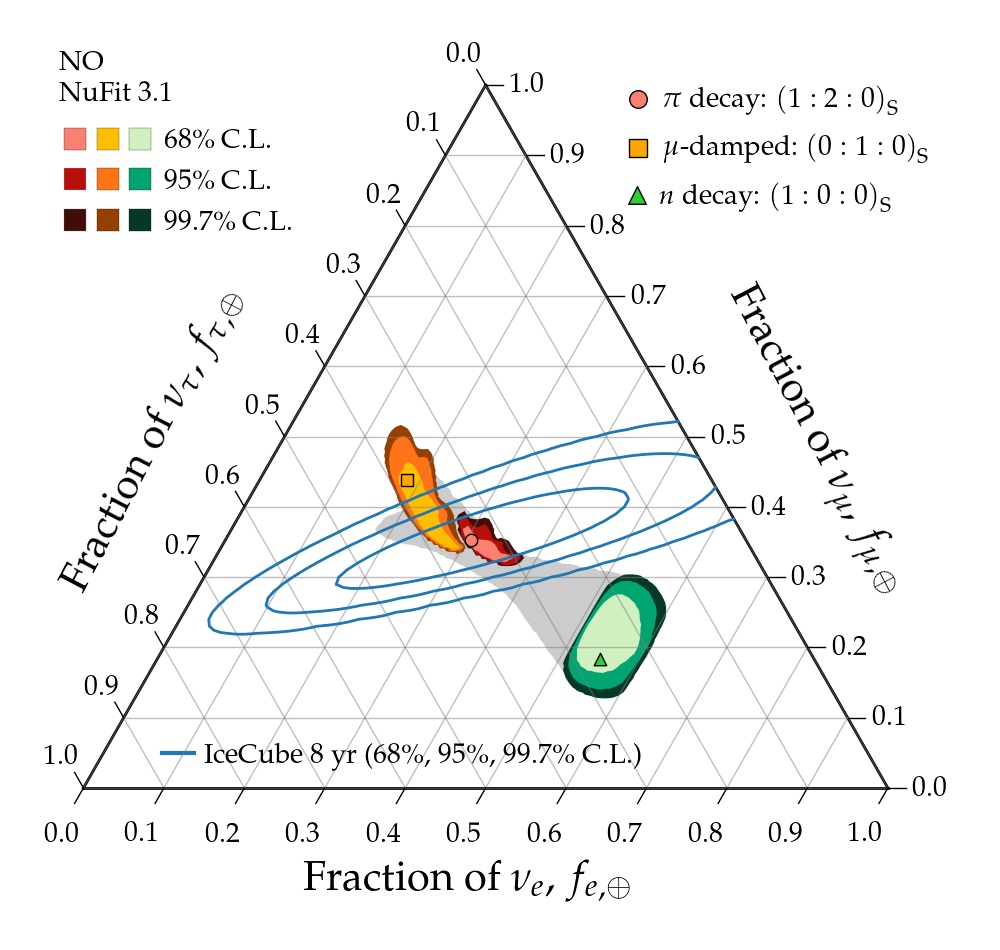 NO
NuFit 3.1
68% C.L.
95% C.L.
99.7% C.L.
π decay: (1 : 2 : 0)S
μ-damped: (0 : 1 : 0)S
n decay: (1 : 0 : 0)S
0.0
0.1
0.2
0.3
0.4
0.5
0.6
0.7
0.8
0.9
1.0
Fraction of ντ, fτ,⊕
1.0
0.9
0.8
0.7
0.6
0.5
0.4
0.3
0.2
0.1
0.0
Fraction of νμ, fμ,⊕
IceCube 8 yr (68%, 95%, 99.7% C.L.)
0.0 0.1 0.2 0.3 0.4 0.5 0.6 0.7 0.8 0.9 1.0
Fraction of νe, fe,⊕